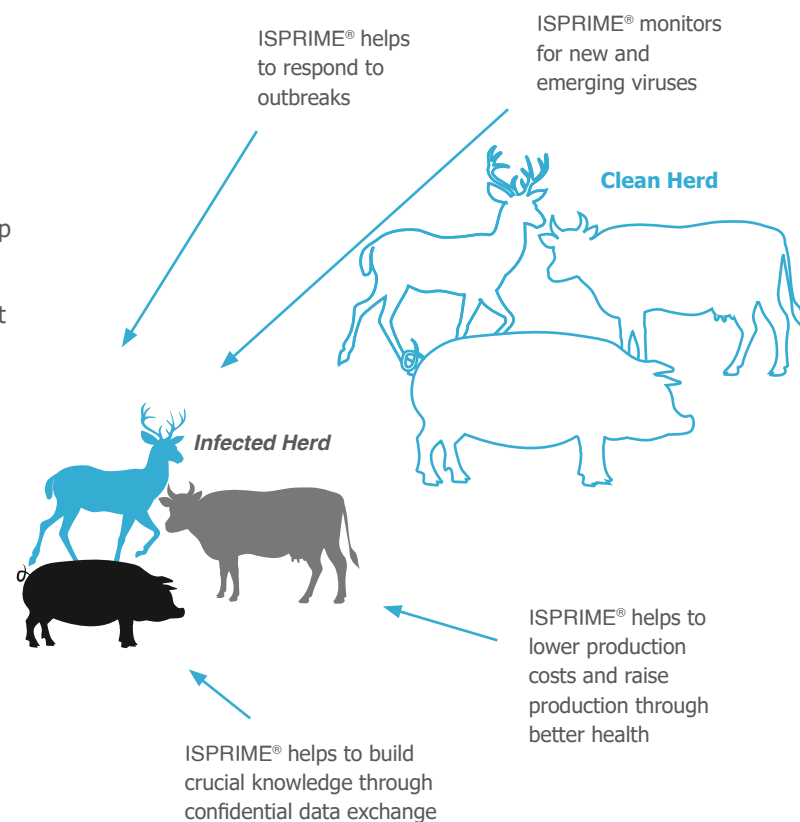 ISPRIME® helps
to respond to
outbreaks
ISPRIME® monitors
for new and
emerging viruses
Clean Herd
p
t
Infected Herd
ISPRIME® helps to
lower production
costs and raise
production through
better health
ISPRIME® helps to build
crucial knowledge through
confidential data exchange